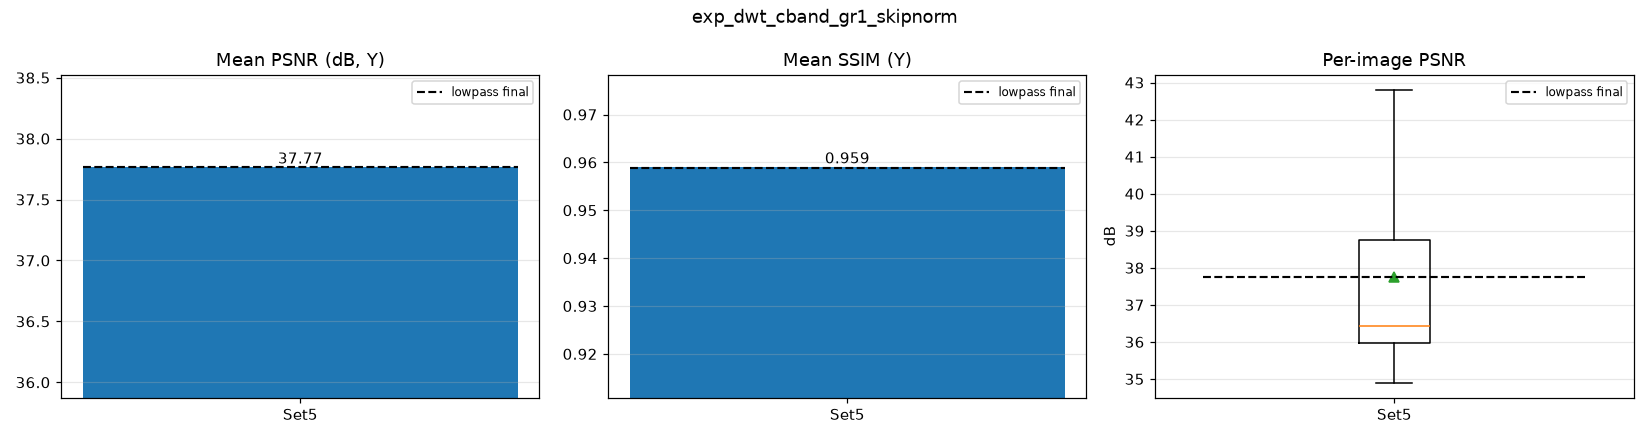 exp_dwt_cband_gr1_skipnorm
Mean PSNR (dB, Y)
38.5
38.0
37.5
37.0
36.5
36.0
lowpass final
37.77
Set5
Mean SSIM (Y)
0.97
0.96
0.95
0.94
0.93
0.92
lowpass final
0.959
Set5
Per-image PSNR
dB
43
42
41
40
39
38
37
36
35
lowpass final
Set5